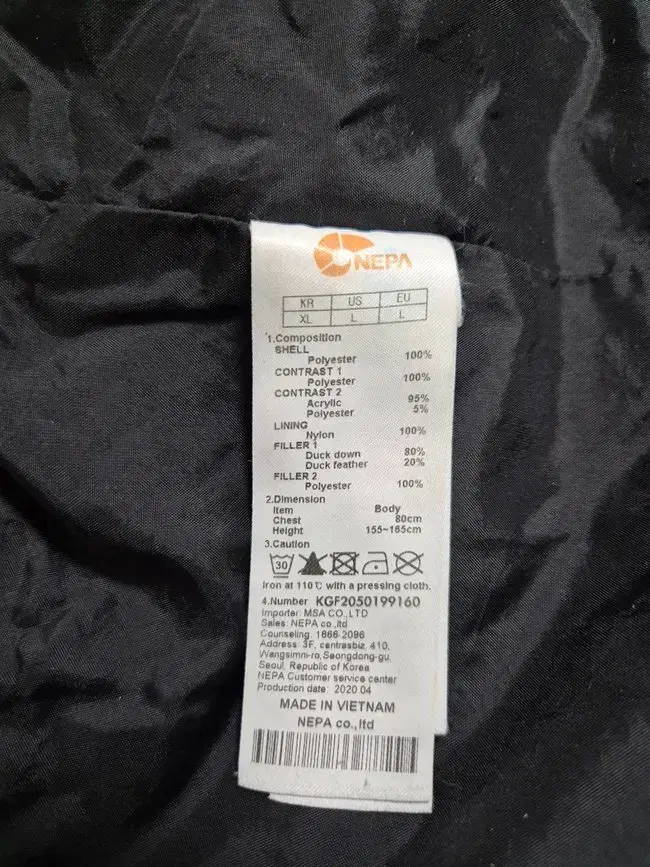 NEPA
KR US EU
XL L L
1.Composition
SHELL
Polyester 100%
CONTRAST 1
Polyester 100%
CONTRAST 2
Acrylic 95%
Polyester 5%
LINING
Nylon 100%
FILLER 1
Duck down 80%
Duck feather 20%
FILLER 2
Polyester 100%
2.Dimension
Item Body
Chest 80cm
Height 155~165cm
3.Caution
30
Iron at 110℃ with a pressing cloth.
4.Number KGF2050199160
Importer: MSA CO.,LTD
Sales: NEPA co.,ltd
Counseling: 1666-2096
Address: 3F, centrasbiz, 410,
Wangsimni-ro,Seongdong-gu
Seoul, Republic of Korea
NEPA Customer service center
Production date: 2020.04
MADE IN VIETNAM
NEPA co.,ltd